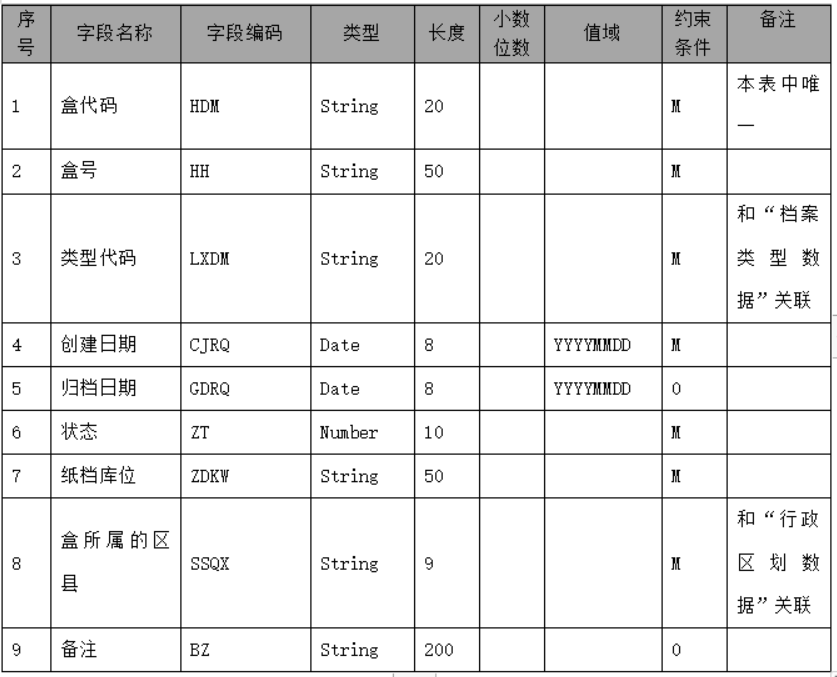 序号 字段名称 字段编码 类型 长度 小数位数 值域 约束条件 备注
1 盒代码 HDM String 20 M 本表中唯一
2 盒号 HH String 50 M
3 类型代码 LXDM String 20 M 和“档案类型数据”关联
4 创建日期 CJRQ Date 8 YYYYMMDD M
5 归档日期 GDRQ Date 8 YYYYMMDD O
6 状态 ZT Number 10 M
7 纸档库位 ZDKW String 50 M
8 盒所属的区县 SSQX String 9 M 和“行政区划数据”关联
9 备注 BZ String 200 O